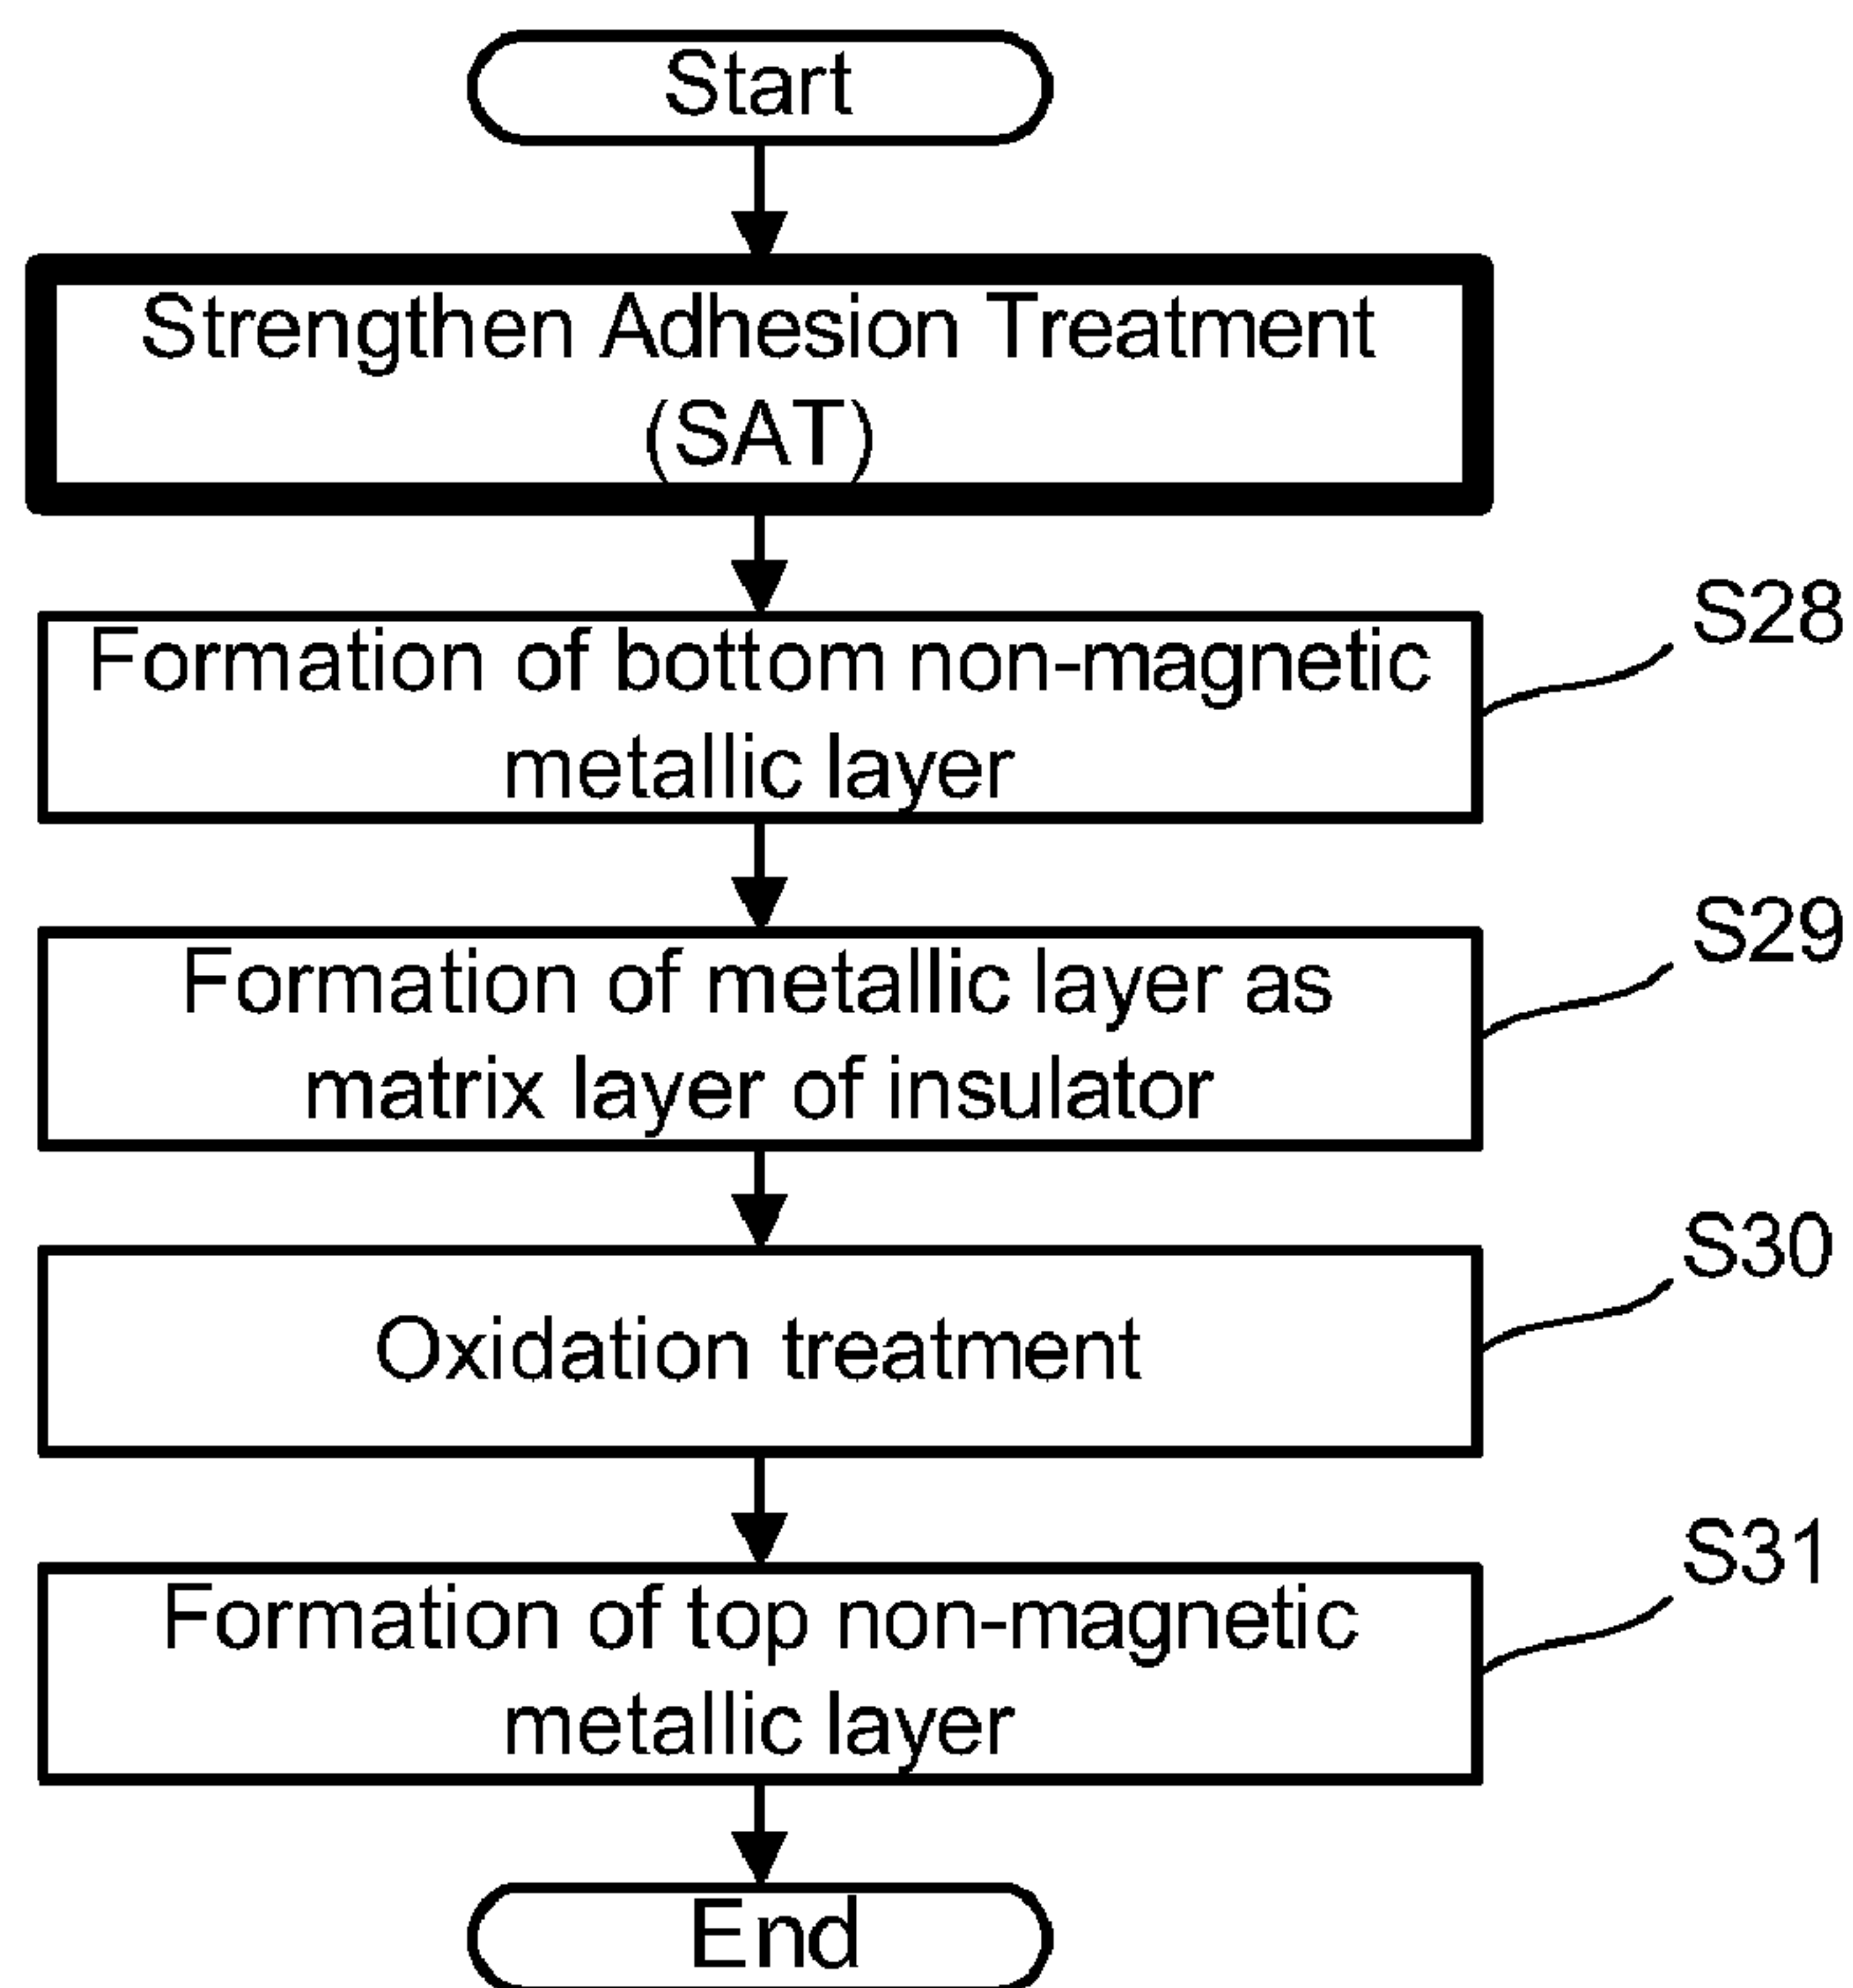 Start
Strengthen Adhesion Treatment
(SAT)
S28
Formation of bottom non-magnetic
metallic layer
S29
Formation of metallic layer as
matrix layer of insulator
S30
Oxidation treatment
S31
Formation of top non-magnetic
metallic layer
End